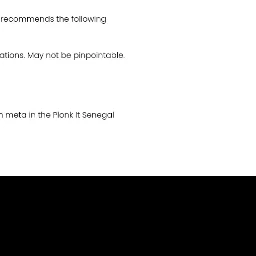 recommends the following
ations. May not be pinpointable.
meta in the Plonk It Senegal